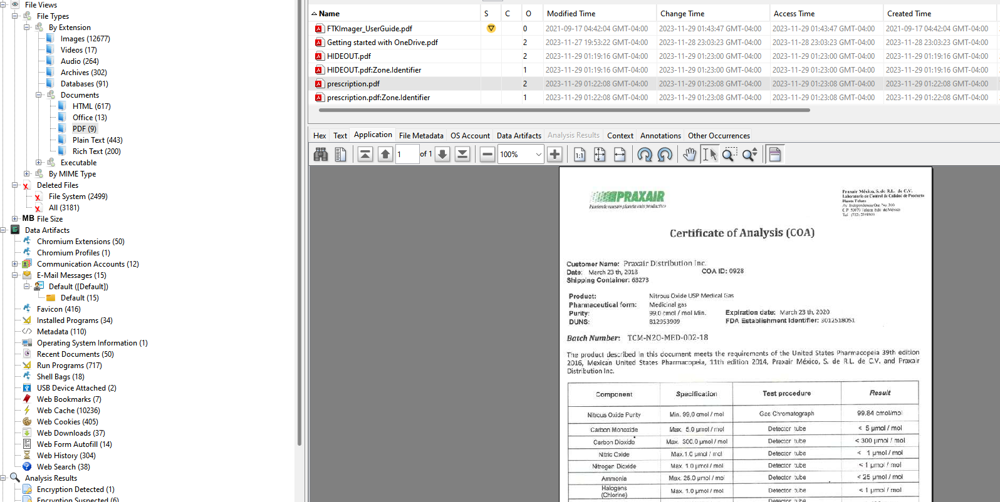 File Views
File Types
By Extension
Images (12677)
Videos (17)
Audio (264)
Archives (302)
Databases (91)
Documents
HTML (617)
Office (13)
PDF (9)
Plain Text (443)
Rich Text (200)
Executable
By MIME Type
Deleted Files
File System (2499)
All (3181)
MB File Size
Data Artifacts
Chromium Extensions (50)
Chromium Profiles (1)
Communication Accounts (12)
E-Mail Messages (15)
Default ([Default])
Default (15)
Favicon (416)
Installed Programs (34)
Metadata (110)
Operating System Information (1)
Recent Documents (50)
Run Programs (717)
Shell Bags (18)
USB Device Attached (2)
Web Bookmarks (7)
Web Cache (10236)
Web Cookies (405)
Web Downloads (37)
Web Form Autofill (14)
Web History (304)
Web Search (38)
Analysis Results
Encryption Detected (1)
Encryption Suspected (6)
Name S C O Modified Time Change Time Access Time Created Time
FTKImager_UserGuide.pdf 0 2021-09-17 04:42:04 GMT-04:00 2023-11-29 01:43:47 GMT-04:00 2023-11-29 01:43:47 GMT-04:00 2021-09-17 04:42:04 GMT-04:00
Getting started with OneDrive.pdf 2 2023-11-27 19:53:22 GMT-04:00 2023-11-28 23:03:23 GMT-04:00 2023-11-28 23:03:23 GMT-04:00 2023-11-28 23:03:23 GMT-04:00
HIDEOUT.pdf 2 2023-11-29 01:19:16 GMT-04:00 2023-11-29 01:23:00 GMT-04:00 2023-11-29 01:23:00 GMT-04:00 2023-11-29 01:19:16 GMT-04:00
HIDEOUT.pdf:Zone.Identifier 1 2023-11-29 01:19:16 GMT-04:00 2023-11-29 01:23:00 GMT-04:00 2023-11-29 01:23:00 GMT-04:00 2023-11-29 01:19:16 GMT-04:00
prescription.pdf 2 2023-11-29 01:22:08 GMT-04:00 2023-11-29 01:23:08 GMT-04:00 2023-11-29 01:23:08 GMT-04:00 2023-11-29 01:22:08 GMT-04:00
prescription.pdf:Zone.Identifier 1 2023-11-29 01:22:08 GMT-04:00 2023-11-29 01:23:08 GMT-04:00 2023-11-29 01:23:08 GMT-04:00 2023-11-29 01:22:08 GMT-04:00
Hex Text Application File Metadata OS Account Data Artifacts Analysis Results Context Annotations Other Occurrences
1 of 1 100% 1:1
PRAXAIR
Haciendo nuestro planeta más productivo
Praxair México, S. de R.L. de C.V.
Laboratorio de Control de Calidad de Producto
Planta Toluca
Av. Independencia Ote. No.
C.P. 50070 Toluca Edo. de México
Tel. (722)
Certificate of Analysis (COA)
Customer Name: Praxair Distribution Inc.
Date: March 23 th, 2018 COA ID: 0928
Shipping Container: 63273
Product: Nitrous Oxide USP Medical Gas
Pharmaceutical form: Medicinal gas
Purity: 99.0 cmol / mol Min. Expiration date: March 23 th, 2020
DUNS: 812953909 FDA Establishment Identifier: 3012518051
Batch Number: TCM-N2O-MED-002-18
The product described in this document meets the requirements of the United States Pharmacopeia 39th edition
2016, Mexican United States Pharmacopeia, 11th edition 2014, Praxair México, S. de R.L. de C.V. and Praxair
Distribution Inc.
Component Specification Test procedure Result
Nitrous Oxide Purity Min. 99,0 cmol / mol Gas Chromatograph 99.84 cmol/mol
Carbon Monoxide Max. 5.0 µmol / mol Detector tube < 5 µmol / mol
Carbon Dioxide Max. 300.0 µmol / mol Detector tube < 300 µmol / mol
Nitric Oxide Max. 1.0 µmol / mol Detector tube < 1 µmol / mol
Nitrogen Dioxide Max. 1.0 µmol / mol Detector tube < 1 µmol / mol
Ammonia Max. 25.0 µmol / mol Detector tube < 25 µmol / mol
Halogens
(Chlorine) Max. 1.0 µmol / mol Detector tube < 1 µmol / mol
Detector tube